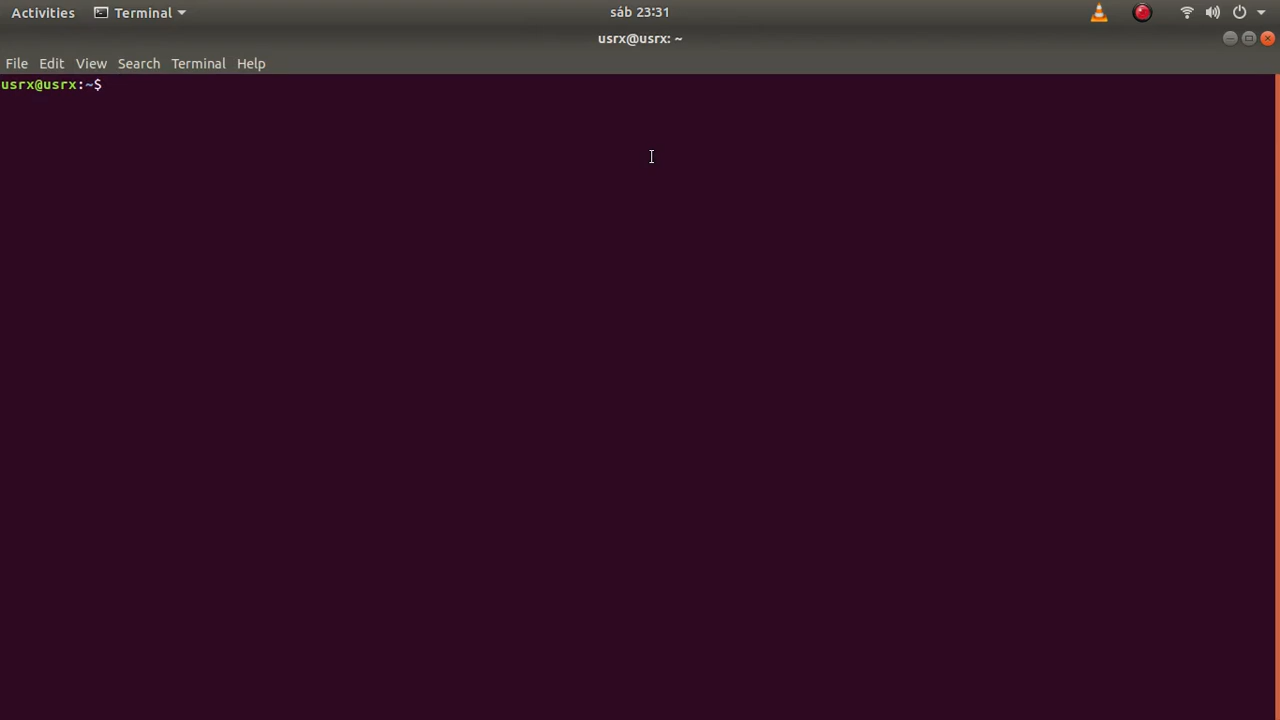 Activities Terminal sáb 23:31
usrx@usrx: ~
File Edit View Search Terminal Help
usrx@usrx:~$